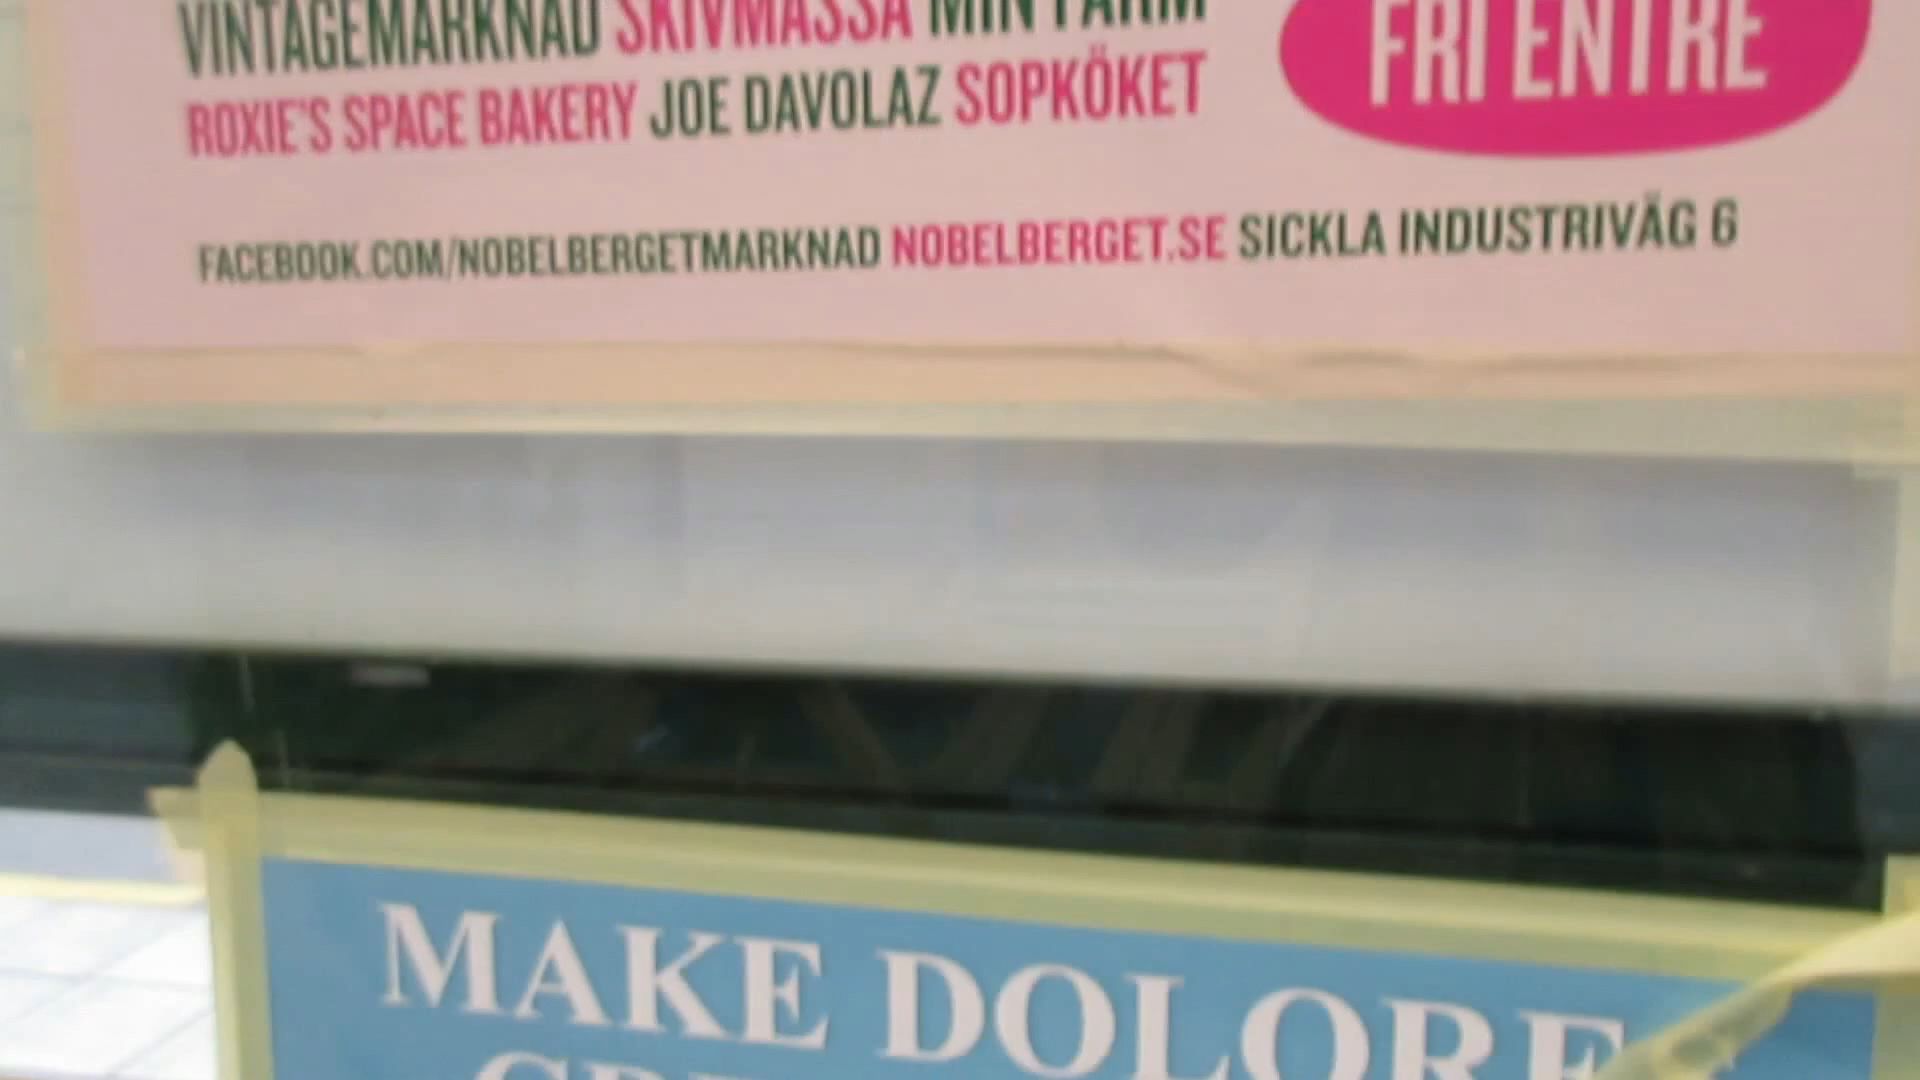 VINTAGEMARKNAD SKIVMÄSSA MIN FARM
ROXIE'S SPACE BAKERY JOE DAVOLAZ SOPKÖKET
FRI ENTRÉ
FACEBOOK.COM/NOBELBERGETMARKNAD NOBELBERGET.SE SICKLA INDUSTRIVÄG 6
MAKE DOLORE